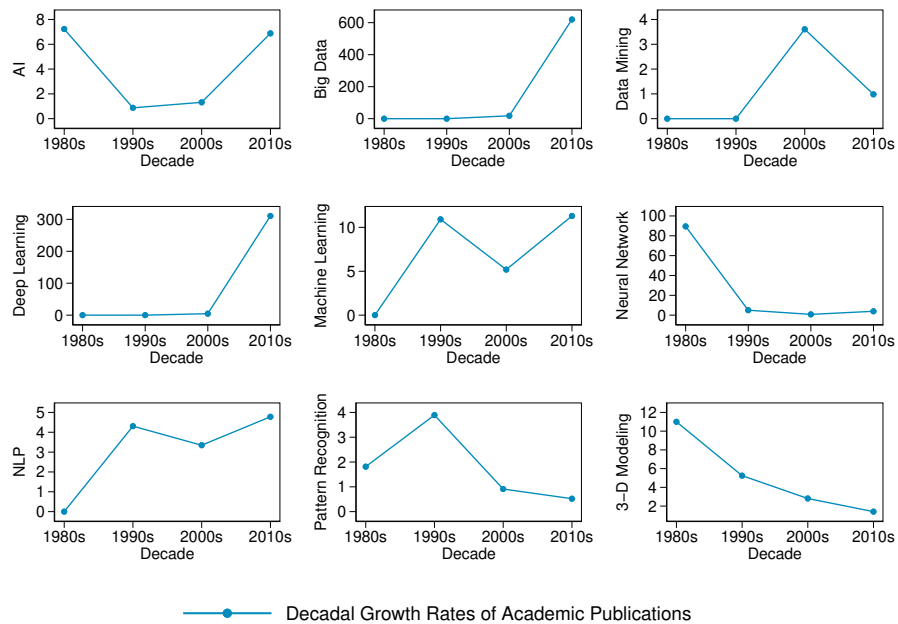 AI
8
6
4
2
0
1980s 1990s 2000s 2010s
Decade
Big Data
600
400
200
0
1980s 1990s 2000s 2010s
Decade
Data Mining
4
3
2
1
0
1980s 1990s 2000s 2010s
Decade
Deep Learning
300
200
100
0
1980s 1990s 2000s 2010s
Decade
Machine Learning
10
5
0
1980s 1990s 2000s 2010s
Decade
Neural Network
100
80
60
40
20
0
1980s 1990s 2000s 2010s
Decade
NLP
5
4
3
2
1
0
1980s 1990s 2000s 2010s
Decade
Pattern Recognition
4
3
2
1
0
1980s 1990s 2000s 2010s
Decade
3−D Modeling
12
10
8
6
4
2
1980s 1990s 2000s 2010s
Decade
Decadal Growth Rates of Academic Publications